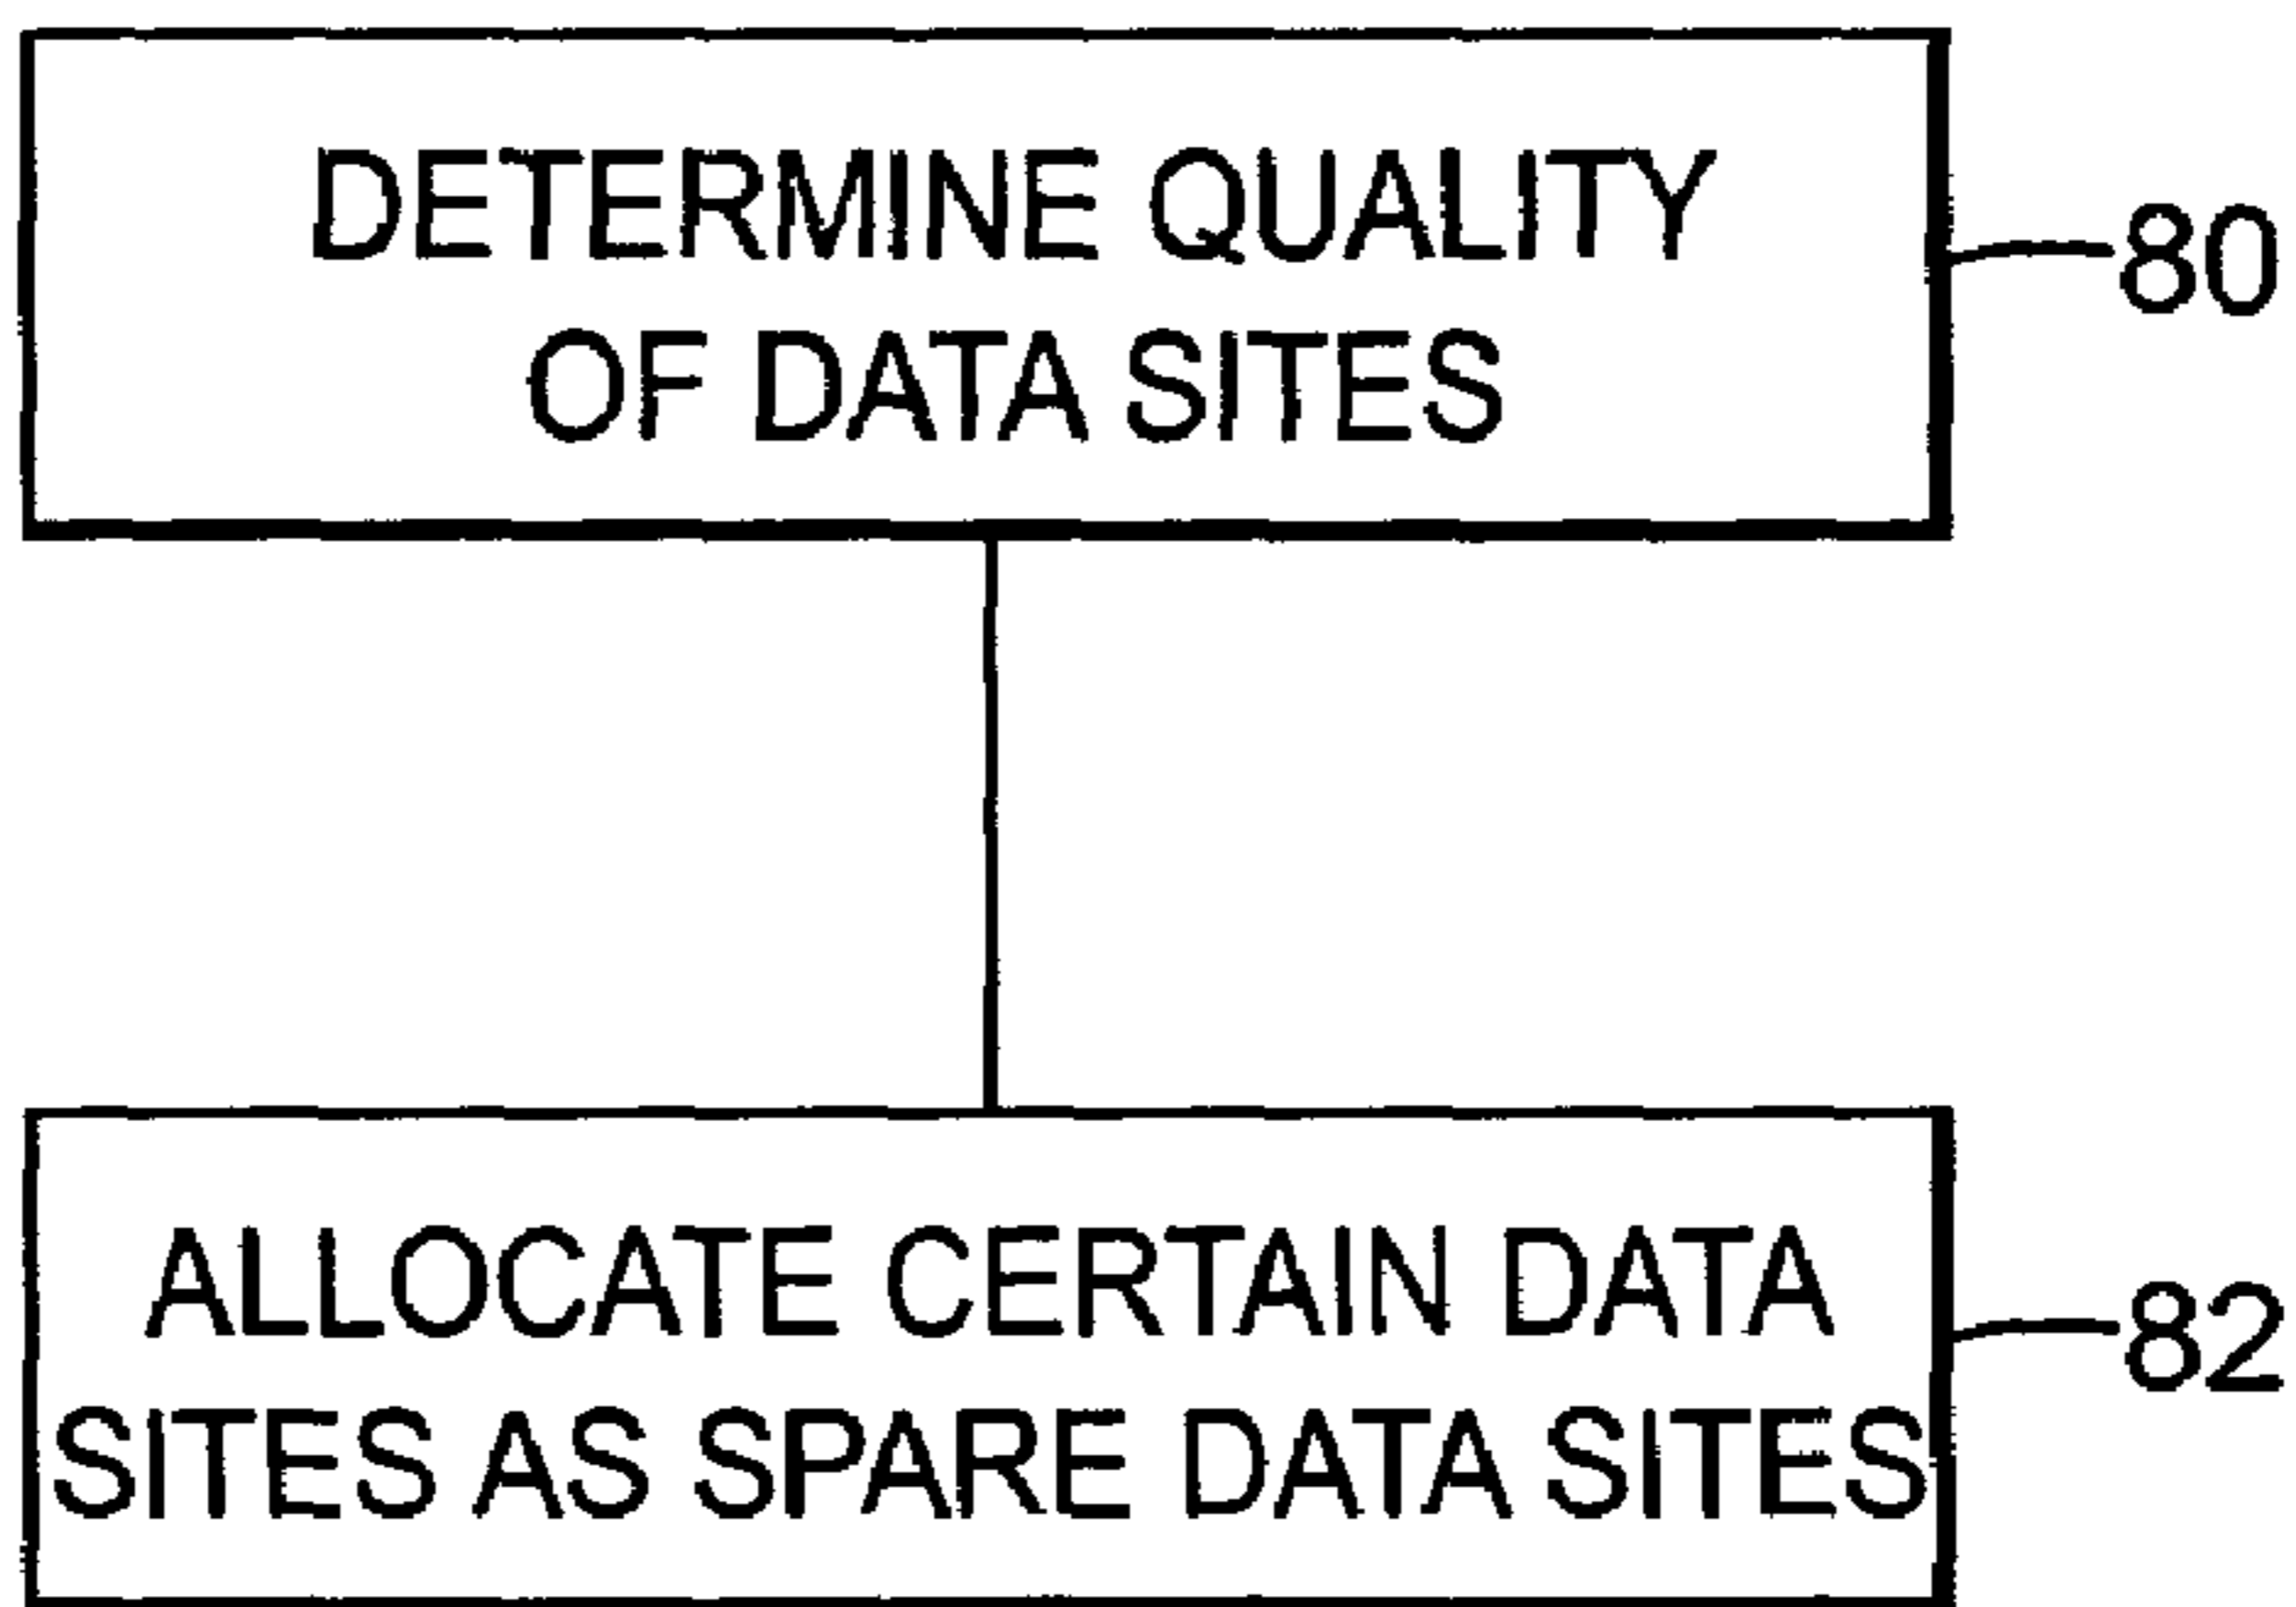 DETERMINE QUALITY
OF DATA SITES
80
ALLOCATE CERTAIN DATA
SITES AS SPARE DATA SITES
82